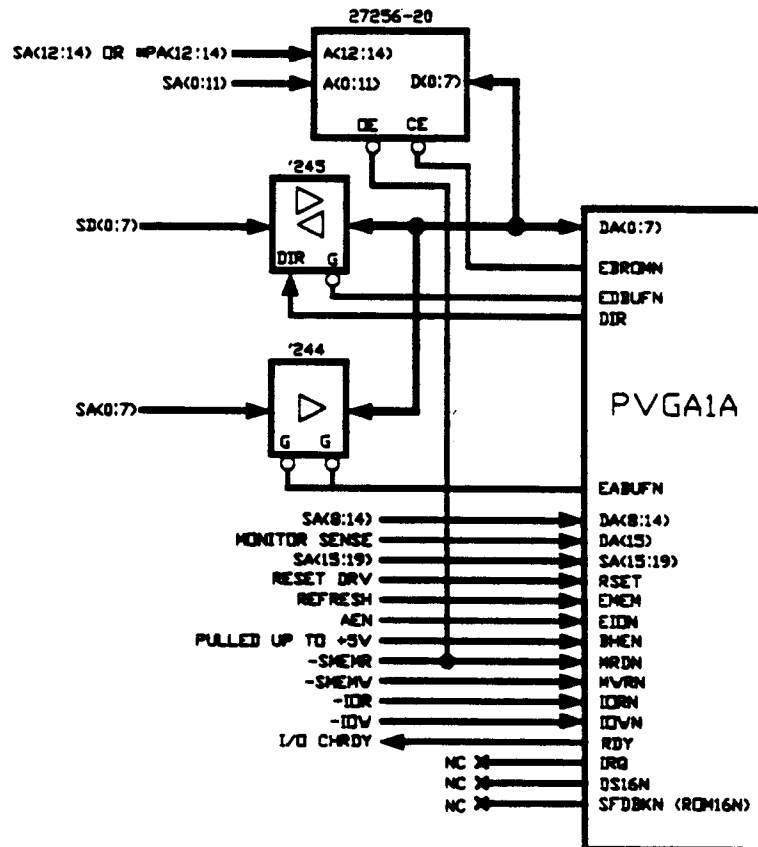 27256-20
SA(12:14) OR *PA(12:14)
A(12:14)
SA(0:11)
A(0:11)
D(0:7)
OE
CE
'245
SD(0:7)
DIR
G
DA(0:7)
EBROMN
EDBUFN
DIR
'244
SA(0:7)
G
G
PVGA1A
EABUFN
SA(8:14)
DA(8:14)
MONITOR SENSE
DA(15)
SA(15:19)
SA(15:19)
RESET DRV
RSET
REFRESH
EMEM
AEN
EION
PULLED UP TO +5V
BHEN
-SMEMR
MRDN
-SMEMW
MWRN
-IOR
IORN
-IOW
IOWN
I/O CHRDY
RDY
NC
IRQ
NC
DS16N
NC
SFDBKN (ROM16N)